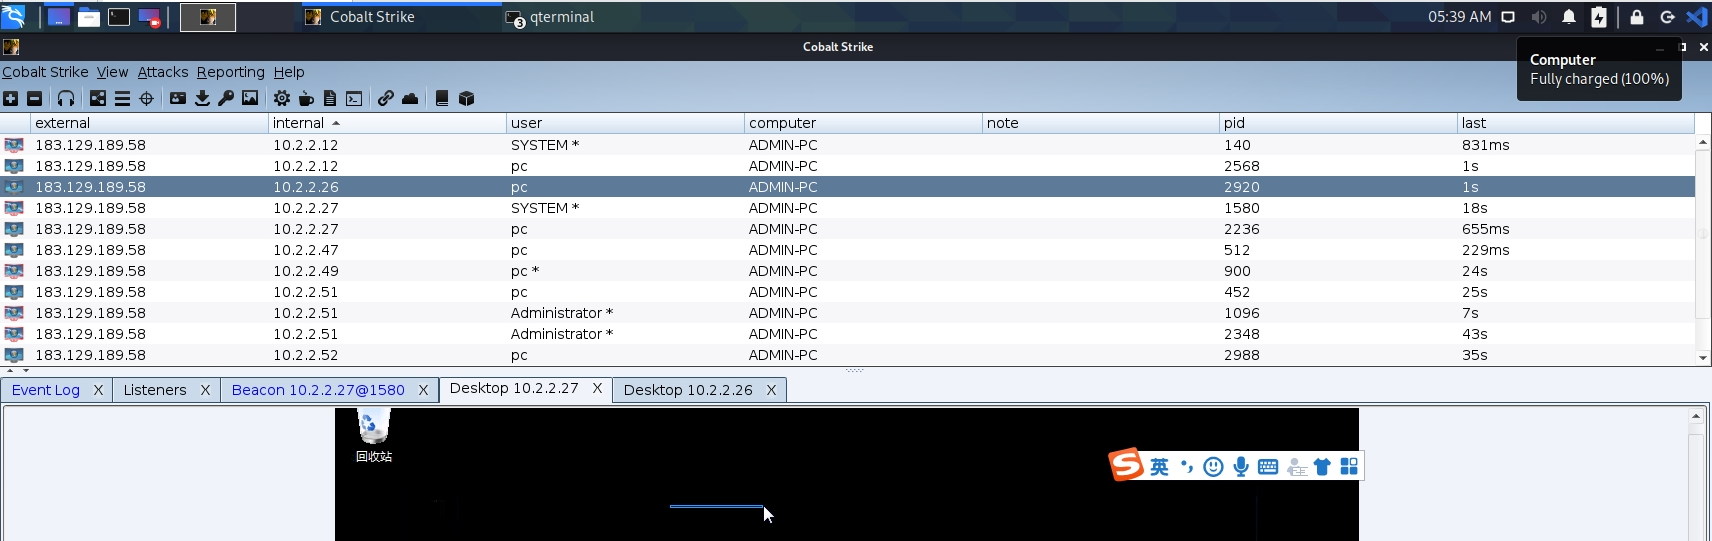 Cobalt Strike
3 qterminal
05:39 AM
Cobalt Strike
Computer
Fully charged (100%)
Cobalt Strike View Attacks Reporting Help
external internal user computer note pid last
183.129.189.58 10.2.2.12 SYSTEM * ADMIN-PC 140 831ms
183.129.189.58 10.2.2.12 pc ADMIN-PC 2568 1s
183.129.189.58 10.2.2.26 pc ADMIN-PC 2920 1s
183.129.189.58 10.2.2.27 SYSTEM * ADMIN-PC 1580 18s
183.129.189.58 10.2.2.27 pc ADMIN-PC 2236 655ms
183.129.189.58 10.2.2.47 pc ADMIN-PC 512 229ms
183.129.189.58 10.2.2.49 pc * ADMIN-PC 900 24s
183.129.189.58 10.2.2.51 pc ADMIN-PC 452 25s
183.129.189.58 10.2.2.51 Administrator * ADMIN-PC 1096 7s
183.129.189.58 10.2.2.51 Administrator * ADMIN-PC 2348 43s
183.129.189.58 10.2.2.52 pc ADMIN-PC 2988 35s
Event Log X Listeners X Beacon 10.2.2.27@1580 X Desktop 10.2.2.27 X Desktop 10.2.2.26 X
回收站
S 英